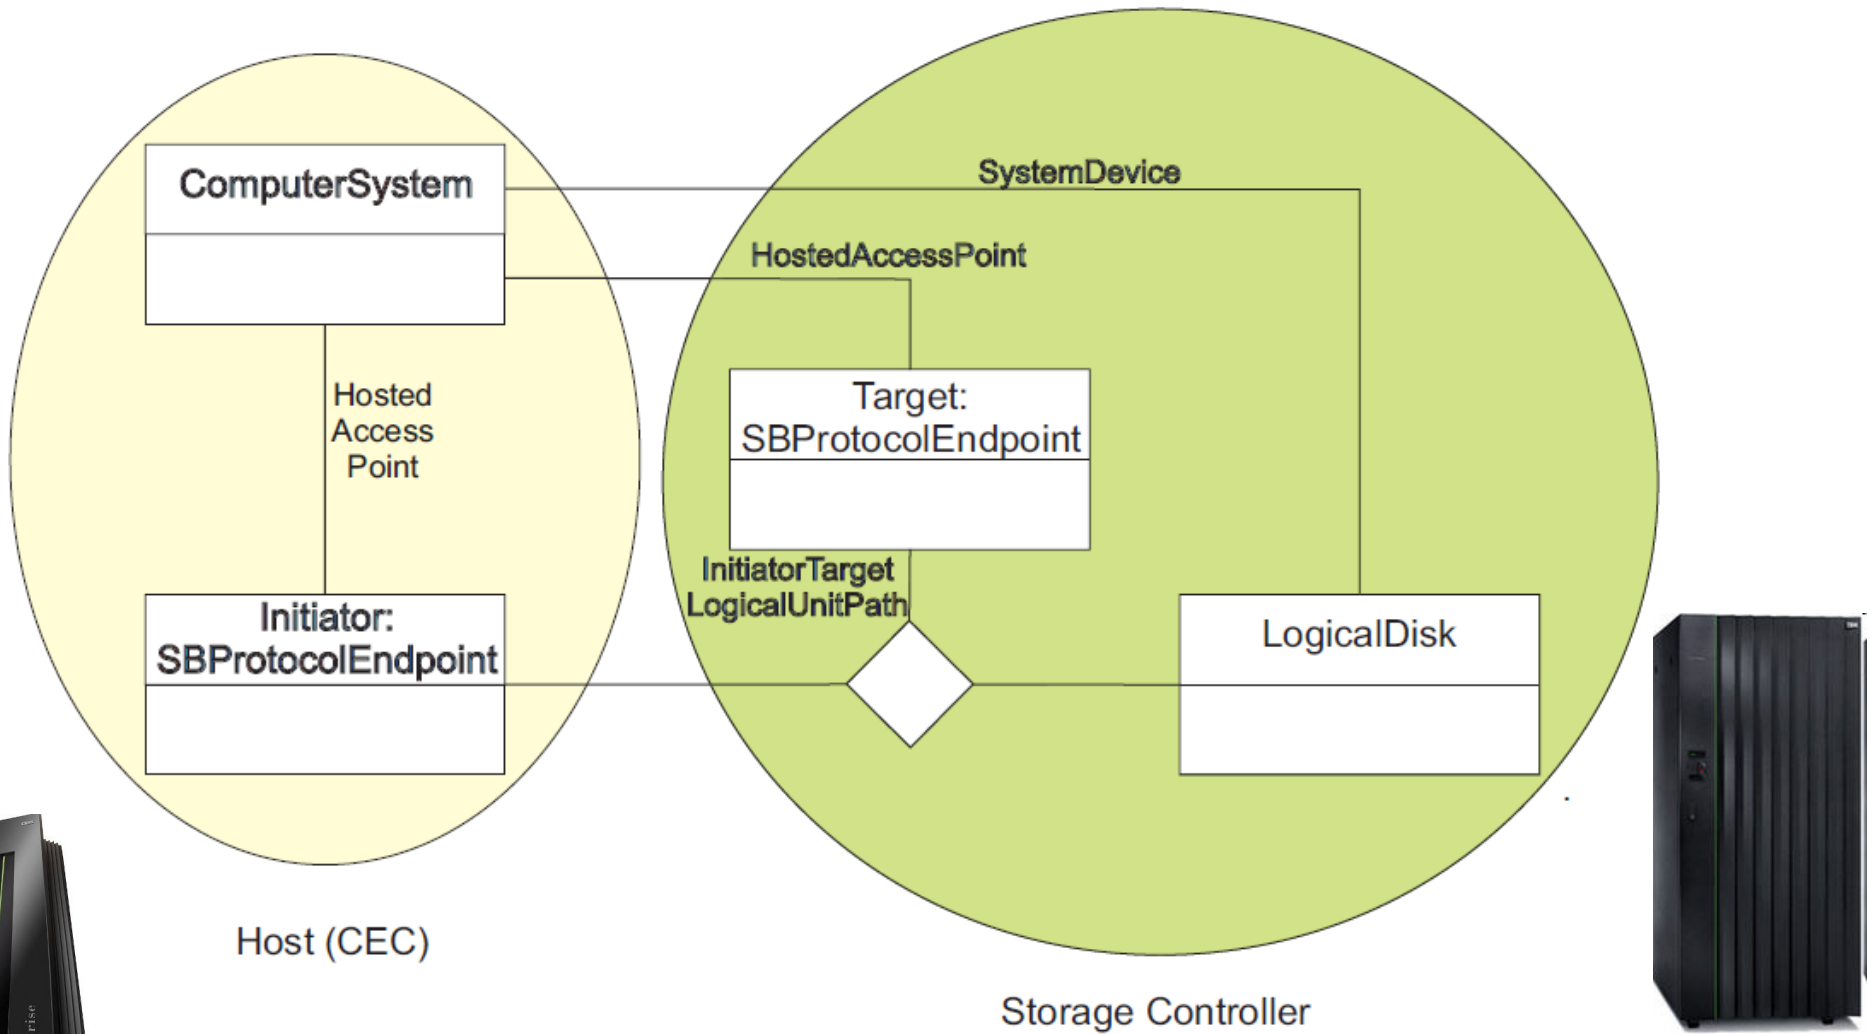 ComputerSystem
SystemDevice
HostedAccessPoint
Hosted
Access
Point
Target:
SBProtocolEndpoint
InitiatorTarget
LogicalUnitPath
Initiator:
SBProtocolEndpoint
LogicalDisk
Host (CEC)
Storage Controller